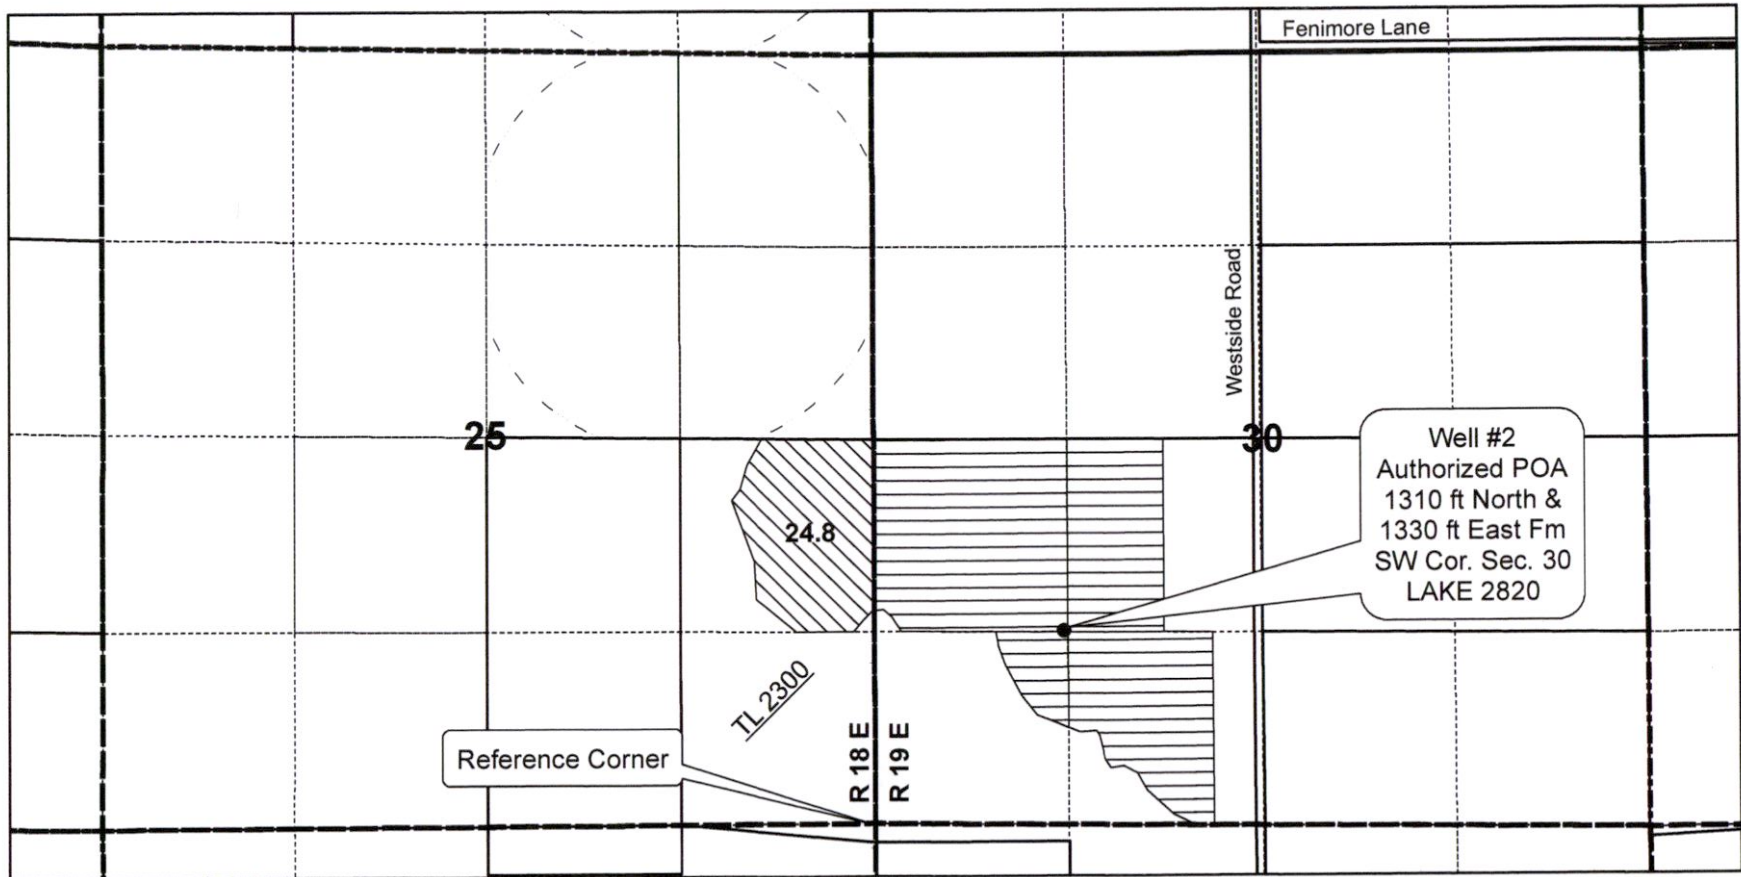 Fenimore Lane
Westside Road
25
30
Well #2
Authorized POA
1310 ft North &
1330 ft East Fm
SW Cor. Sec. 30
LAKE 2820
24.8
TL 2300
R 18 E
R 19 E
Reference Corner